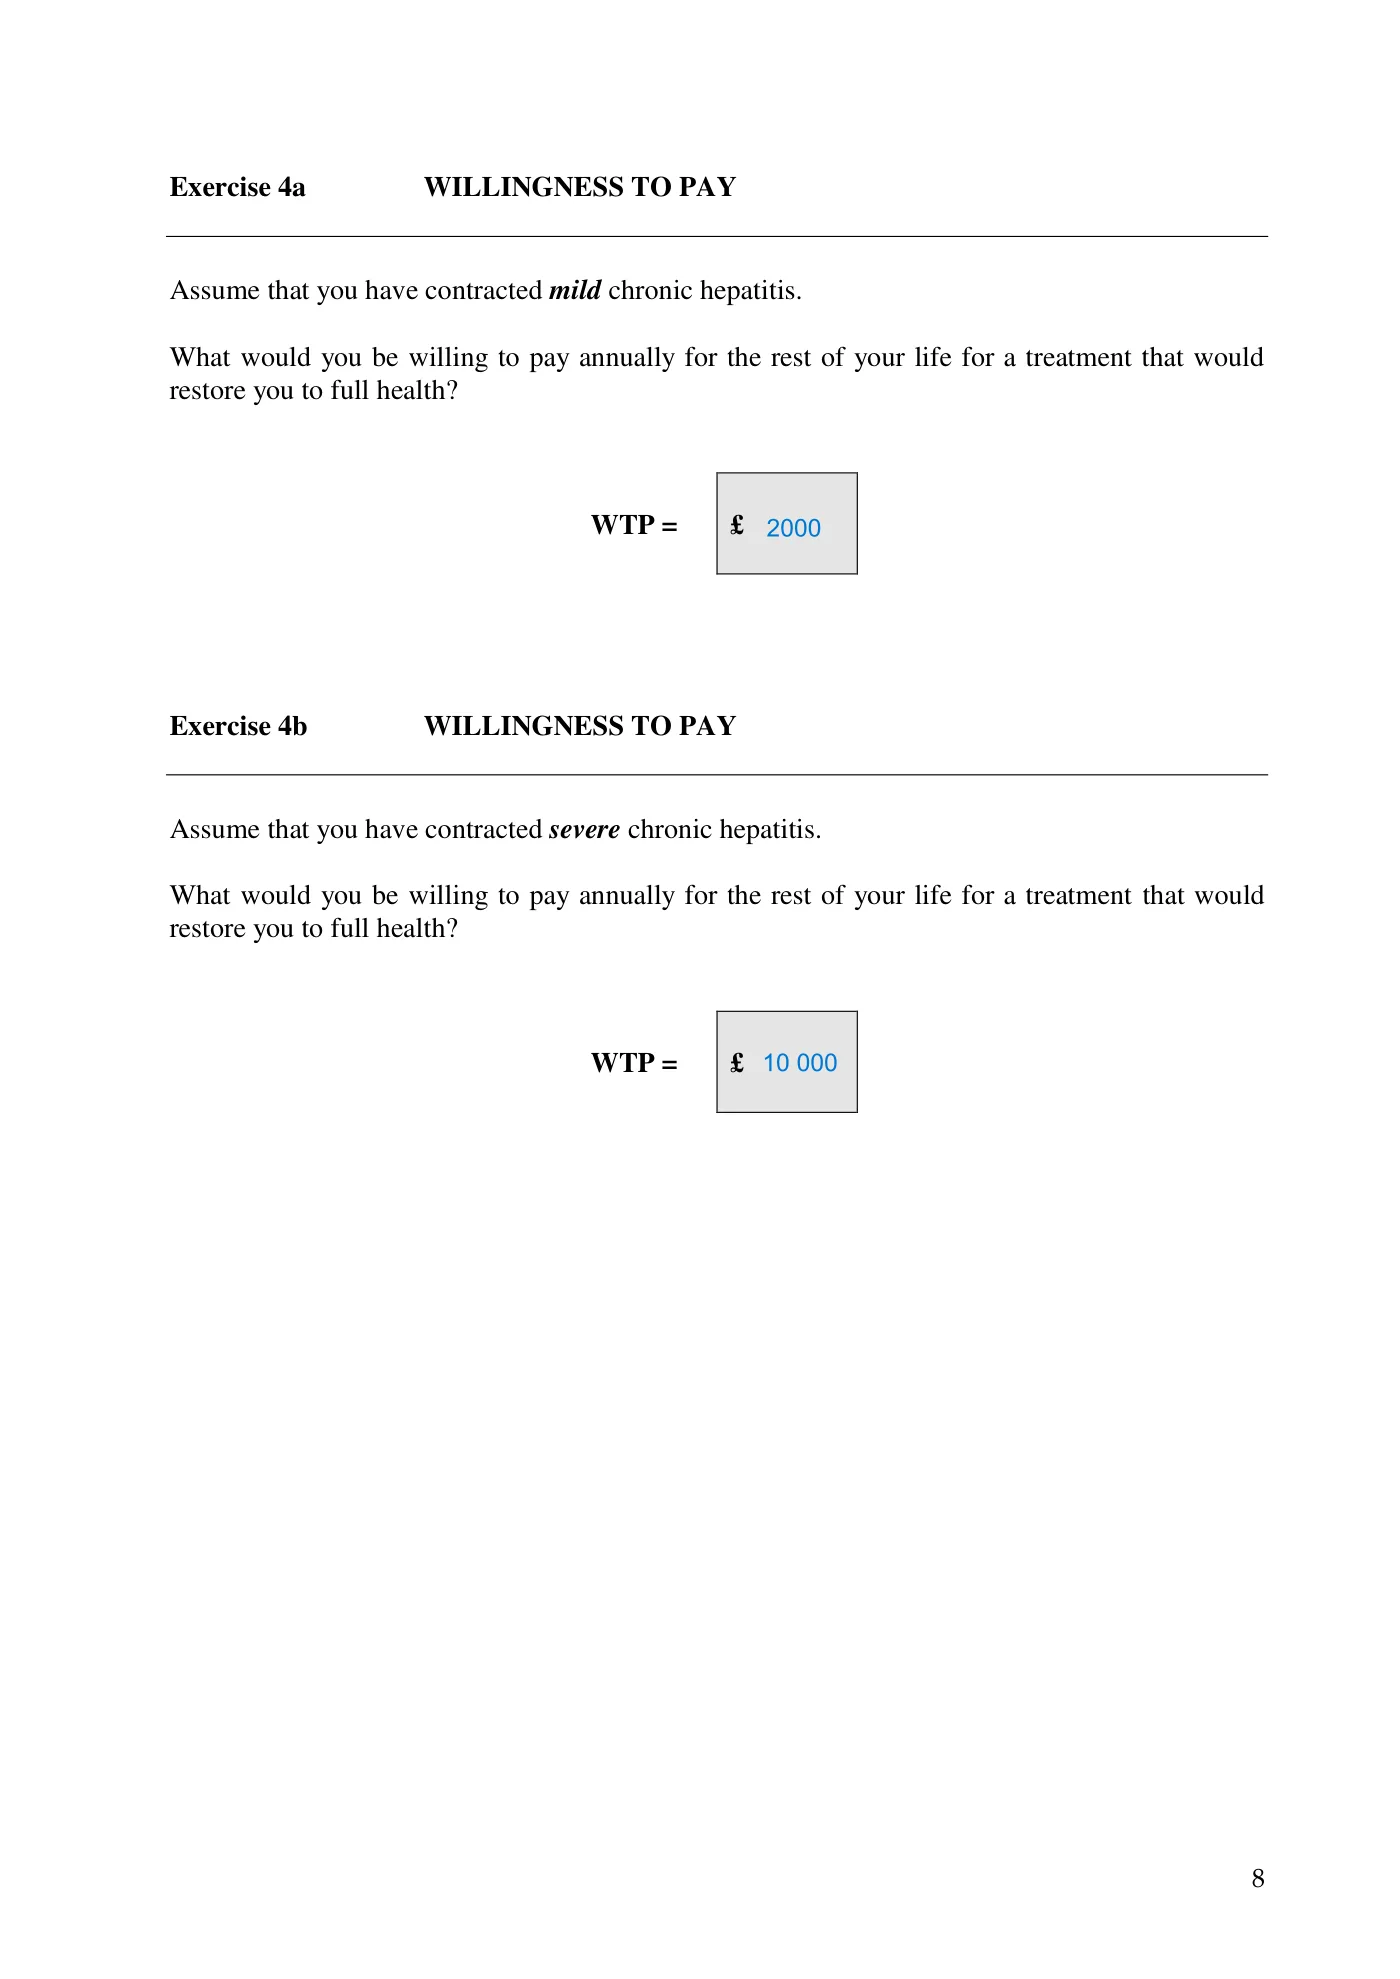 Exercise 4a WILLINGNESS TO PAY
Assume that you have contracted mild chronic hepatitis.
What would you be willing to pay annually for the rest of your life for a treatment that would
restore you to full health?
WTP = £ 2000
Exercise 4b WILLINGNESS TO PAY
Assume that you have contracted severe chronic hepatitis.
What would you be willing to pay annually for the rest of your life for a treatment that would
restore you to full health?
WTP = £ 10 000
8